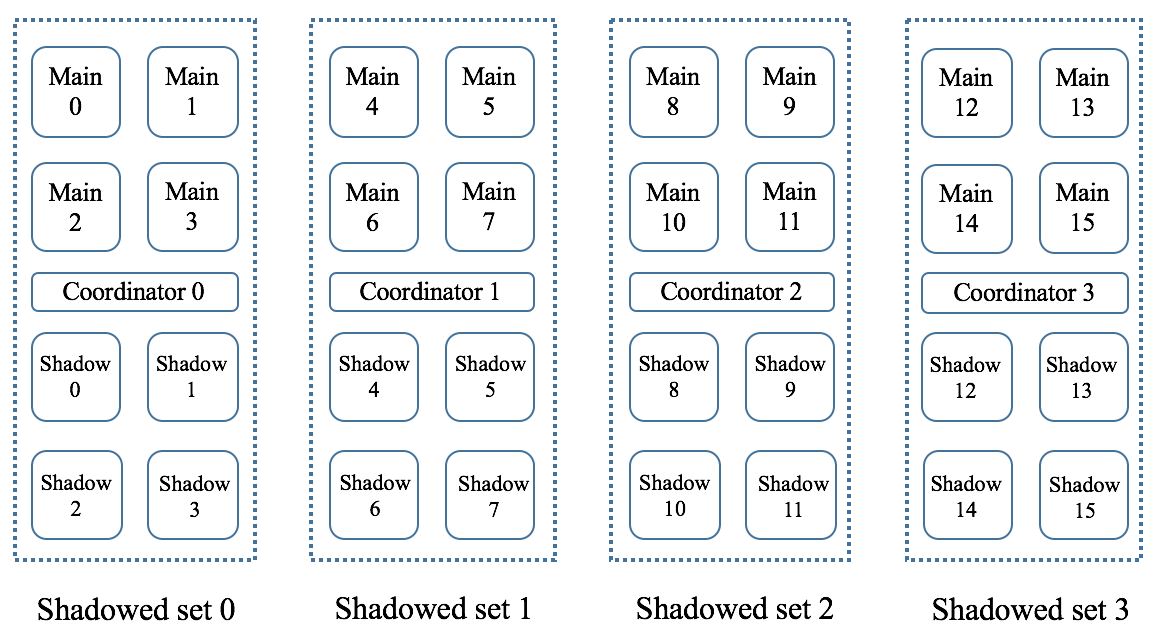 Main
0
Main
1
Main
2
Main
3
Coordinator 0
Shadow
0
Shadow
1
Shadow
2
Shadow
3
Shadowed set 0
Main
4
Main
5
Main
6
Main
7
Coordinator 1
Shadow
4
Shadow
5
Shadow
6
Shadow
7
Shadowed set 1
Main
8
Main
9
Main
10
Main
11
Coordinator 2
Shadow
8
Shadow
9
Shadow
10
Shadow
11
Shadowed set 2
Main
12
Main
13
Main
14
Main
15
Coordinator 3
Shadow
12
Shadow
13
Shadow
14
Shadow
15
Shadowed set 3